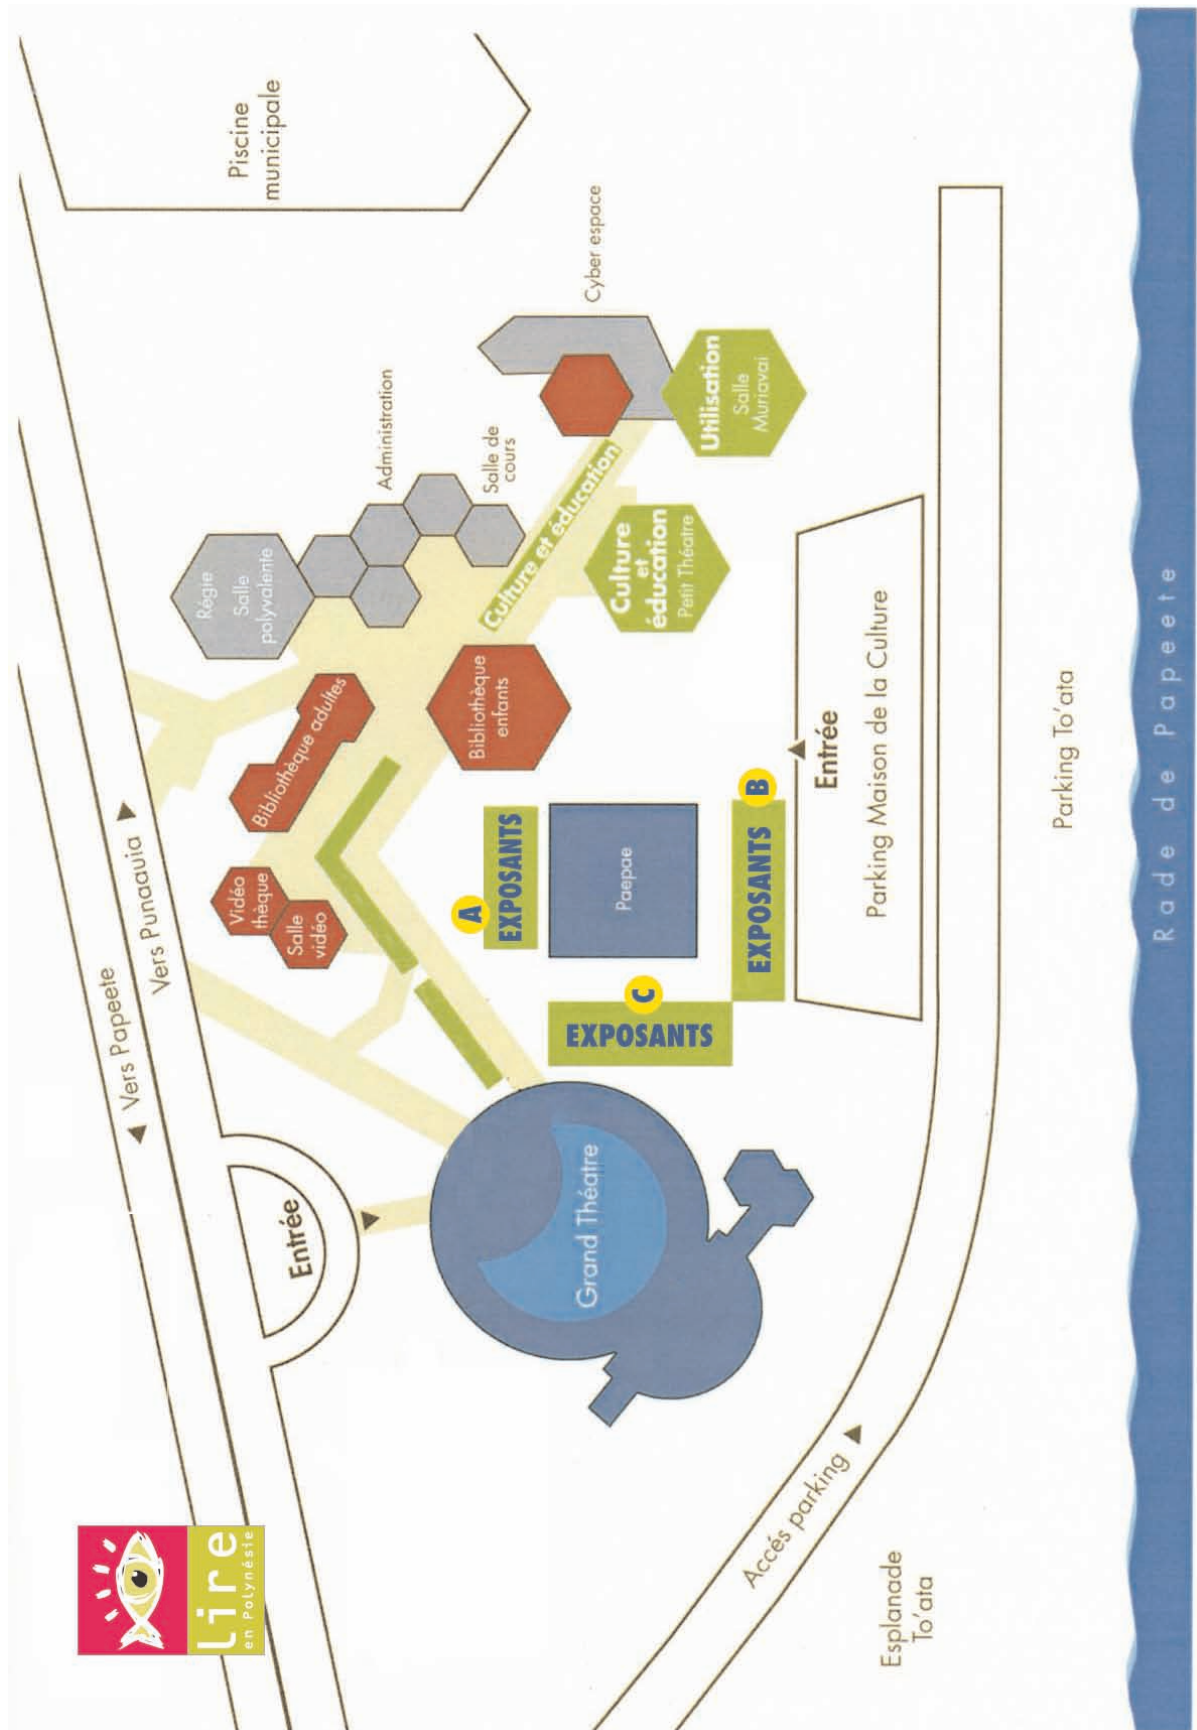 Lire
en Polynésie
Vers Papeete
Vers Punaauia
Piscine
municipale
Entrée
Vidéo
thèque
Salle
vidéo
Bibliothèque adultes
Régie
Salle
polyvalente
Administration
Salle de
cours
Cyber espace
Culture et éducation
Bibliothèque
enfants
A
EXPOSANTS
Paepae
C
EXPOSANTS
B
EXPOSANTS
Culture
et
éducation
Petit Théatre
Utilisation
Salle
Muriavai
Grand Théatre
Entrée
Parking Maison de la Culture
Accés parking
Esplanade
To'ata
Parking To'ata
Rade de Papeete